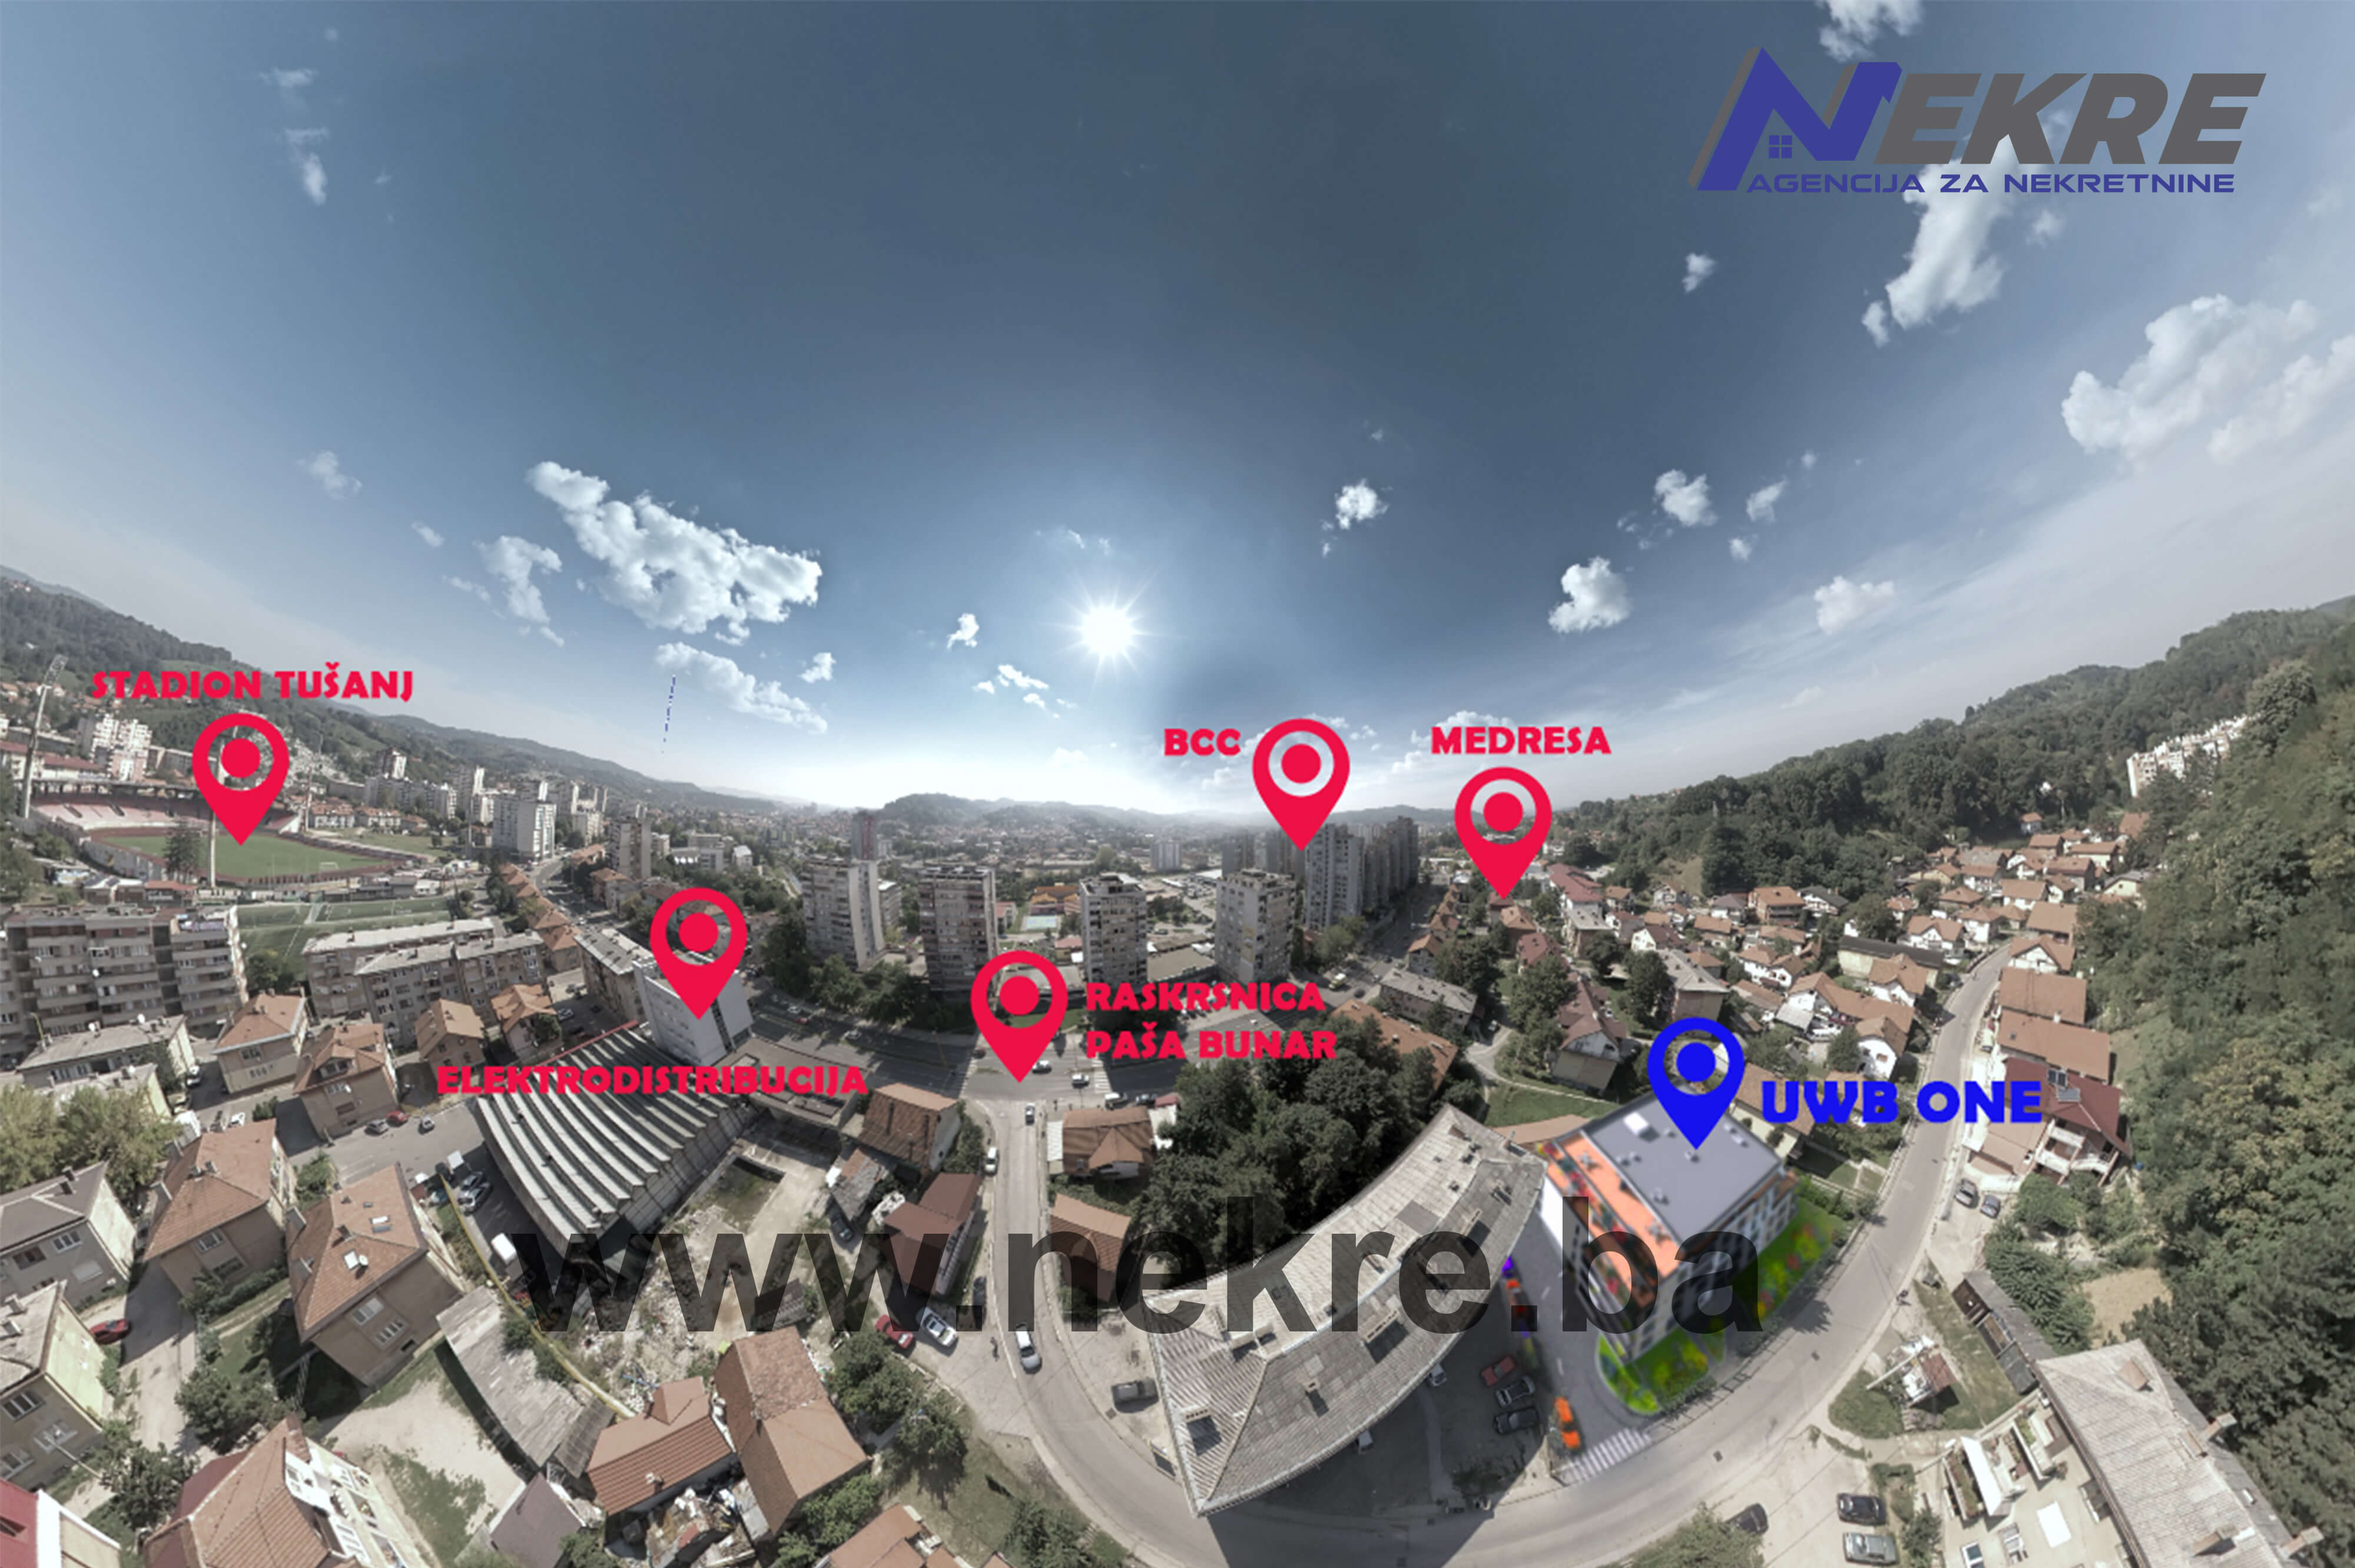 NEKRE
AGENCIJA ZA NEKRETNINE
STADION TUŠANJ
BCC
MEDRESA
RASKRSNICA
PAŠA BUNAR
ELEKTRODISTRIBUCIJA
UWB ONE
www.nekre.ba